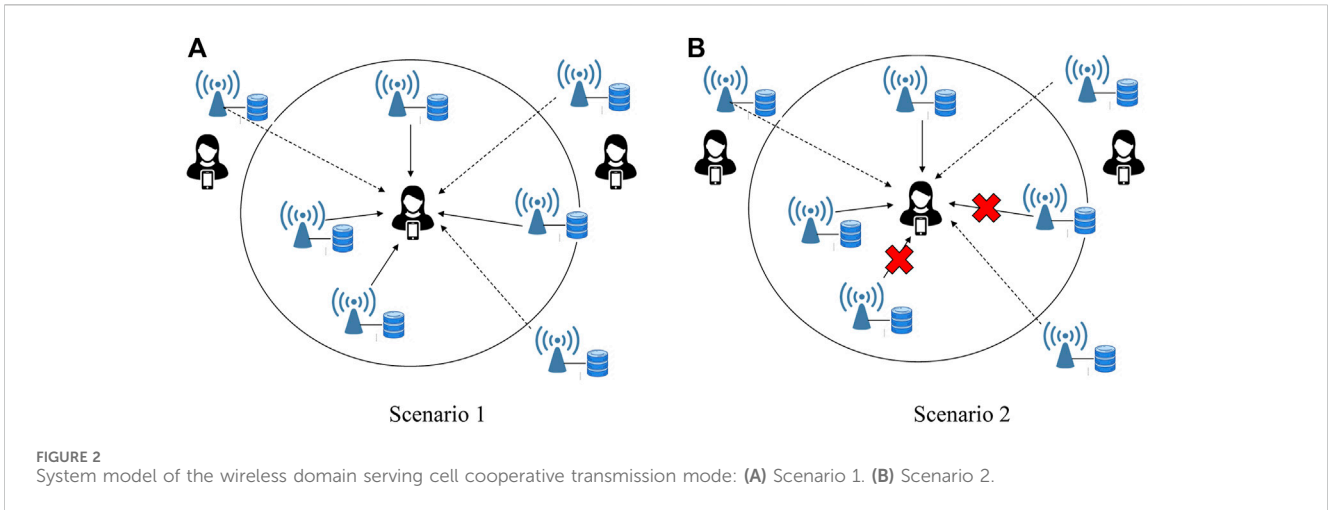 A
B
Scenario 1
Scenario 2
FIGURE 2
System model of the wireless domain serving cell cooperative transmission mode: (A) Scenario 1. (B) Scenario 2.